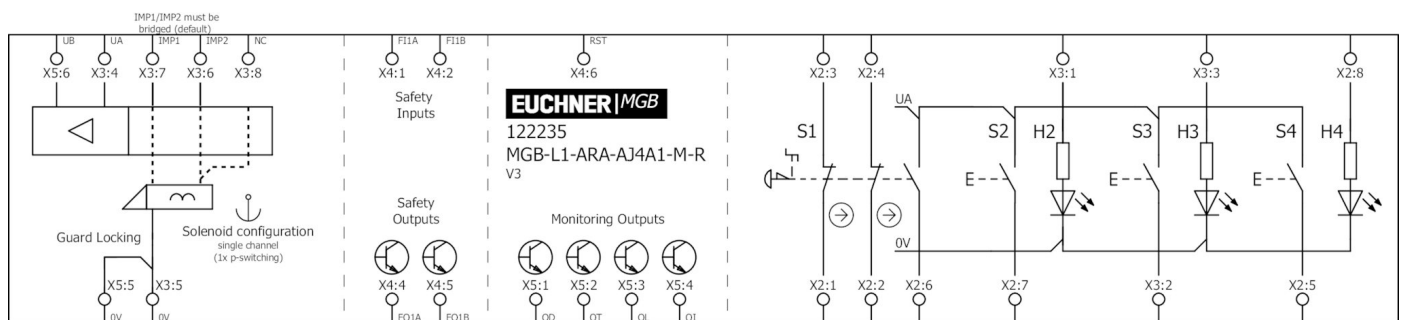 IMP1/IMP2 must be
bridged (default)
UB UA IMP1 IMP2 NC FI1A FI1B RST
X5:6 X3:4 X3:7 X3:6 X3:8 X4:1 X4:2 X4:6 X2:3 X2:4 X3:1 X3:3 X2:8
Safety
Inputs
EUCHNER MGB
122235
MGB-L1-ARA-AJ4A1-M-R
V3
UA
S1 S2 H2 S3 H3 S4 H4
Safety
Outputs
Monitoring Outputs
Guard Locking
Solenoid configuration
single channel
(1x p-switching)
0V
X5:5 X3:5 X4:4 X4:5 X5:1 X5:2 X5:3 X5:4 X2:1 X2:2 X2:6 X2:7 X3:2 X2:5
0V 0V FO1A FO1B OD OT OL OI